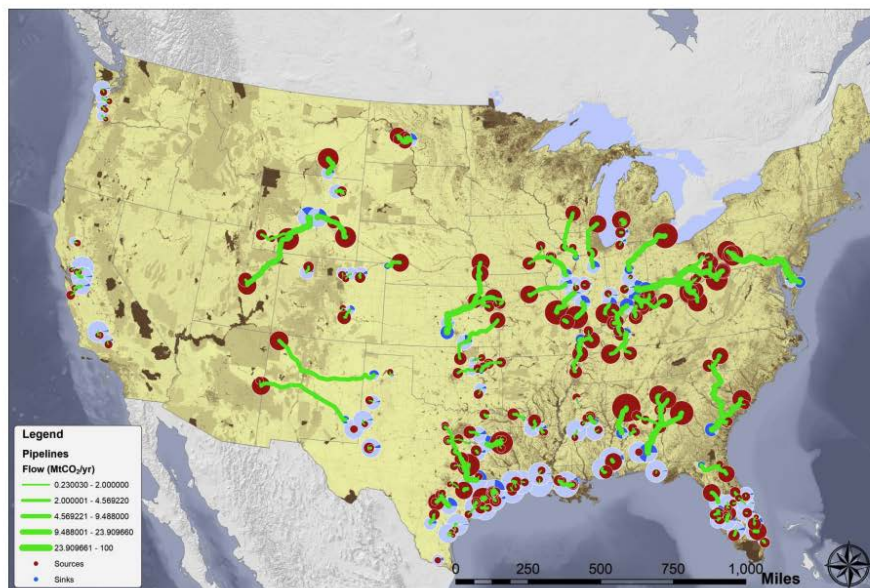 Legend
Pipelines
Flow (MtCO₂/yr)
0.230030 - 2.000000
2.000001 - 4.569220
4.569221 - 9.488000
9.488001 - 23.909660
23.909661 - 100
Sources
Sinks
0 250 500 750 1,000
Miles